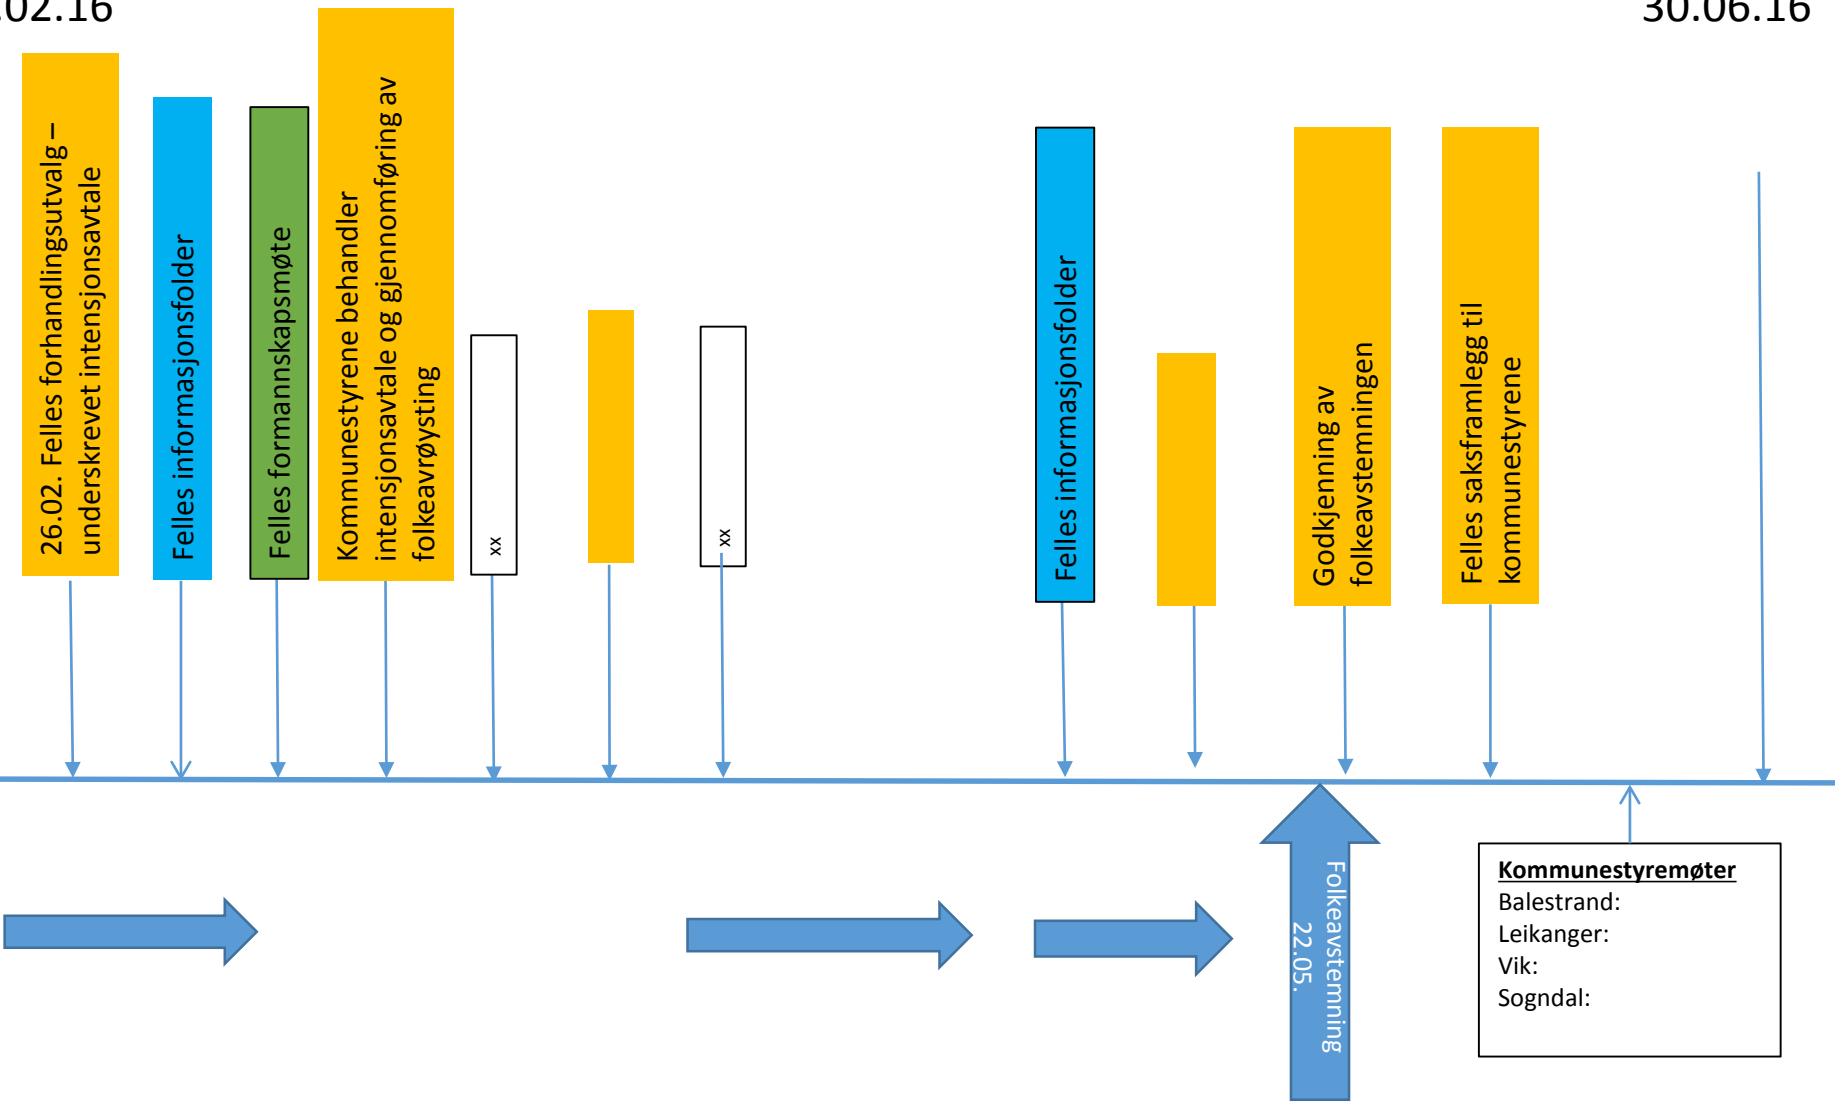 .02.16
30.06.16
26.02. Felles forhandlingsutvalg –
underskrevet intensjonsavtale
Felles informasjonsfolder
Felles formannskapsmøte
Kommunestyrene behandler
intensjonsavtale og gjennomføring av
folkeavrøysting
xx
xx
Felles informasjonsfolder
Godkjenning av
folkeavstemningen
Felles saksframlegg til
kommunestyrene
Folkeavstemning
22.05.
Kommunestyremøter
Balestrand:
Leikanger:
Vik:
Sogndal: